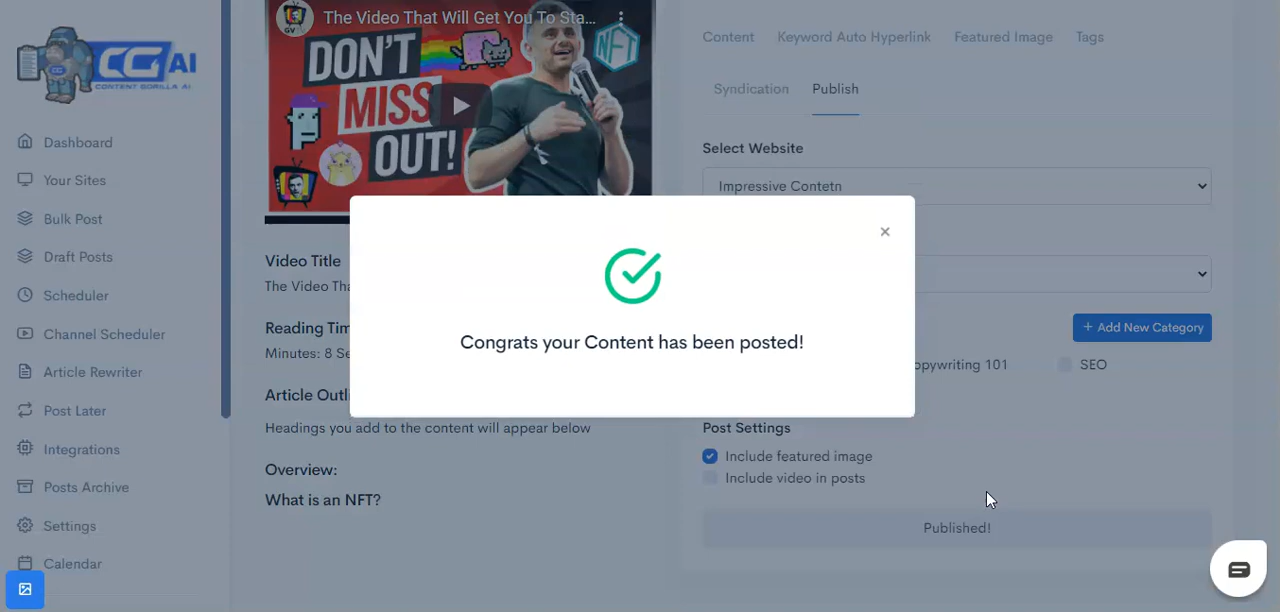 CG AI
CONTENT GORILLA AI
Dashboard
Your Sites
Bulk Post
Draft Posts
Scheduler
Channel Scheduler
Article Rewriter
Post Later
Integrations
Posts Archive
Settings
Calendar
GV
The Video That Will Get You To Sta...
DON'T
MISS
OUT!
NFT
Video Title
The Video Tha
Reading Tim
Minutes: 8 Se
Article Outli
Headings you add to the content will appear below
Overview:
What is an NFT?
Congrats your Content has been posted!
×
Content Keyword Auto Hyperlink Featured Image Tags
Syndication Publish
Select Website
Impressive Contetn
+ Add New Category
opywriting 101 SEO
Post Settings
Include featured image
Include video in posts
Published!